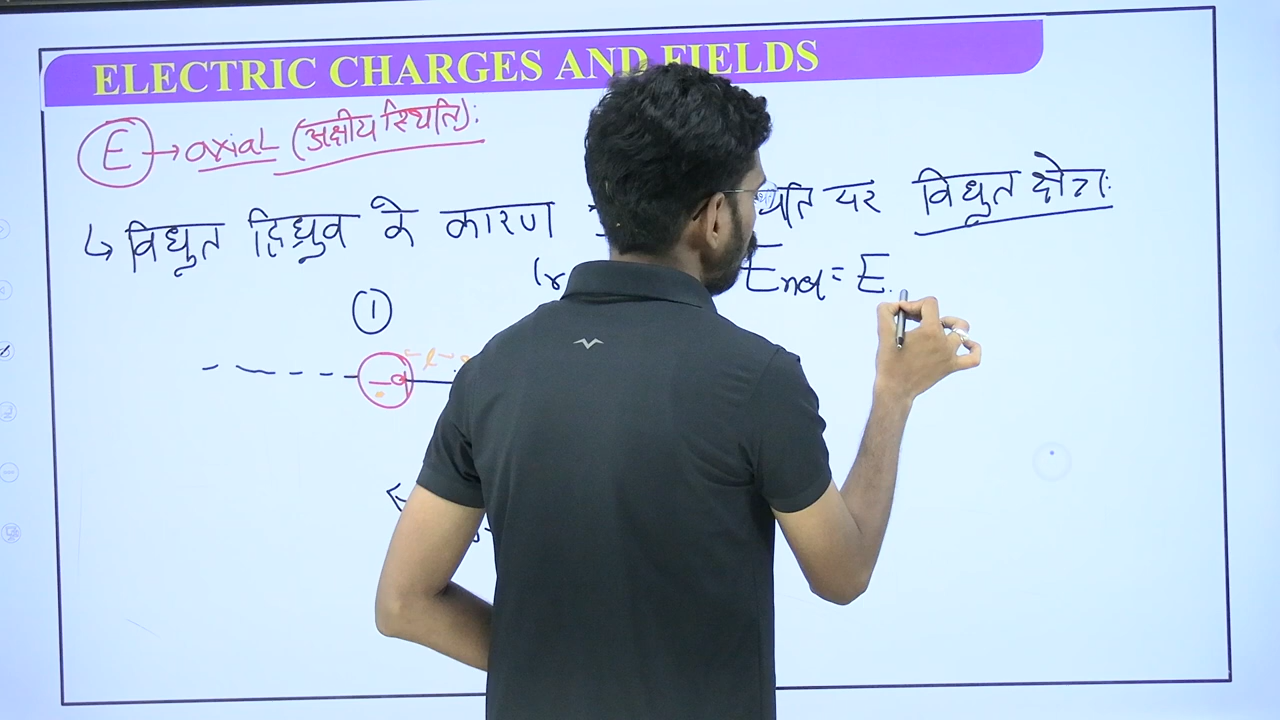 ELECTRIC CHARGES AND FIELDS
E → axial (अक्षीय स्थिति):
↳ विधुत द्विध्रुव के कारण पर विधुत क्षेत्र:
Enet = E
①
- l
-q